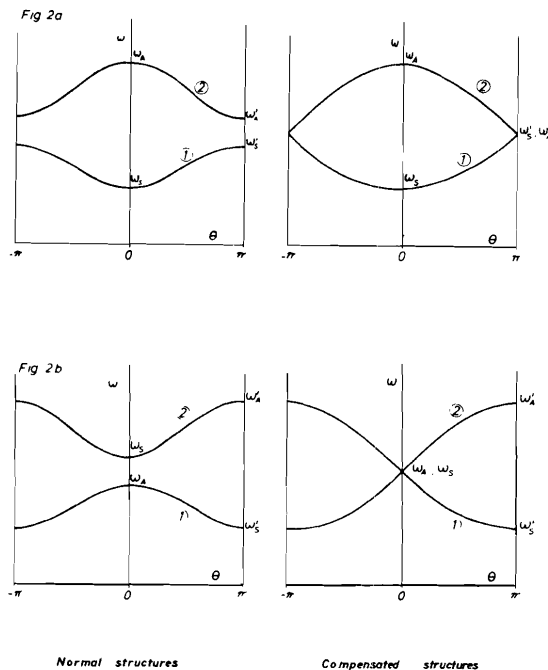 Fig 2a
ω
ω_A
②
ω'_A
ω'_S
①
ω_S
θ
-π
0
π
ω
ω_A
②
ω'_S . ω
①
ω_S
θ
-π
0
π
Fig 2b
ω
ω'_A
2
ω_S
ω_A
1)
ω'_S
θ
-π
0
π
ω
ω'_A
②
ω_A . ω_S
1)
ω'_S
θ
-π
0
π
Normal structures
Compensated structures